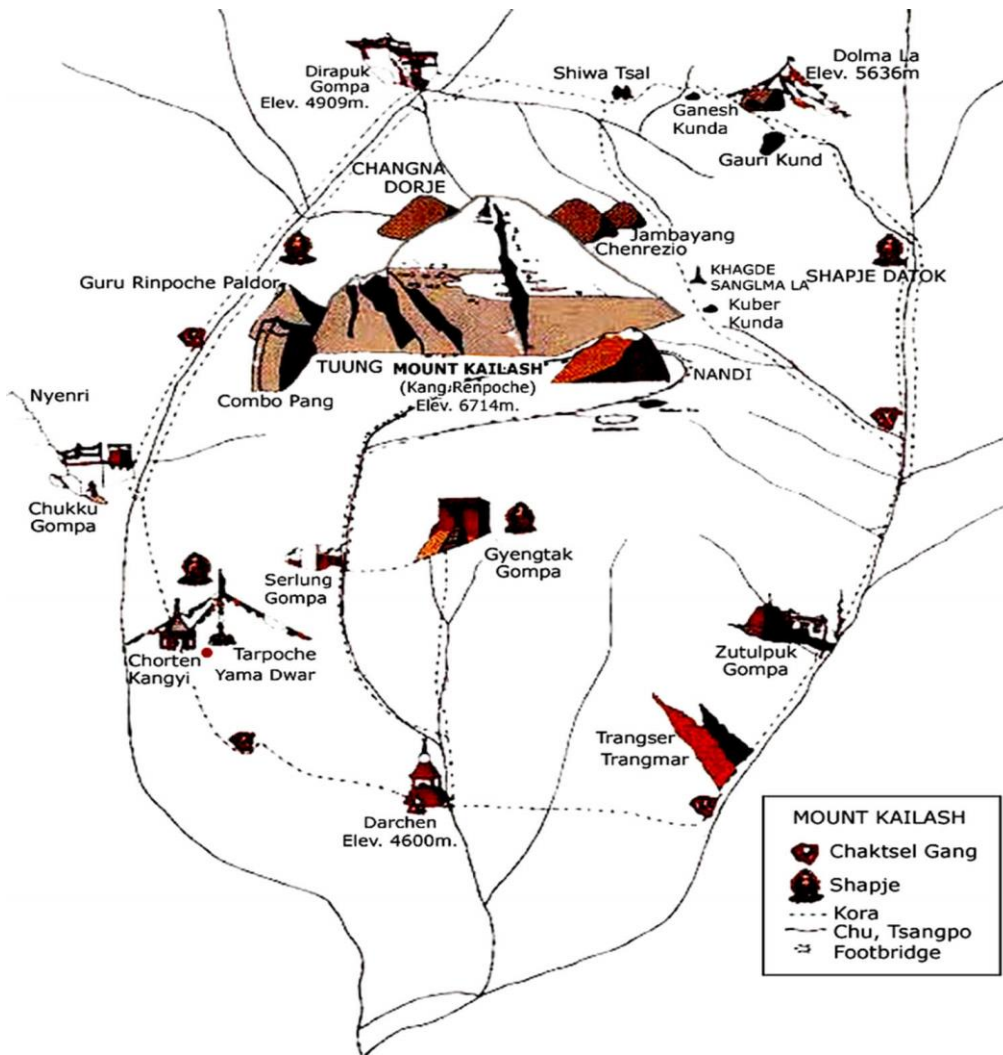 Dirapuk
Gompa
Elev. 4909m.
Shiwa Tsal
Dolma La
Elev. 5636m
Ganesh
Kunda
Gauri Kund
CHANGNA
DORJE
Jambayang
Chenrezio
Guru Rinpoche Paldor
KHAGDE
SANGLMA LA
SHAPJE DATOK
Kuber
Kunda
TUUNG
MOUNT KAILASH
(Kang Renpoche)
Elev. 6714m.
NANDI
Combo Pang
Nyenri
Chukku
Gompa
Serlung
Gompa
Gyengtak
Gompa
Chorten
Kangyi
Tarpoche
Yama Dwar
Zutulpuk
Gompa
Trangser
Trangmar
Darchen
Elev. 4600m.
MOUNT KAILASH
Chaktsel Gang
Shapje
Kora
Chu, Tsangpo
Footbridge